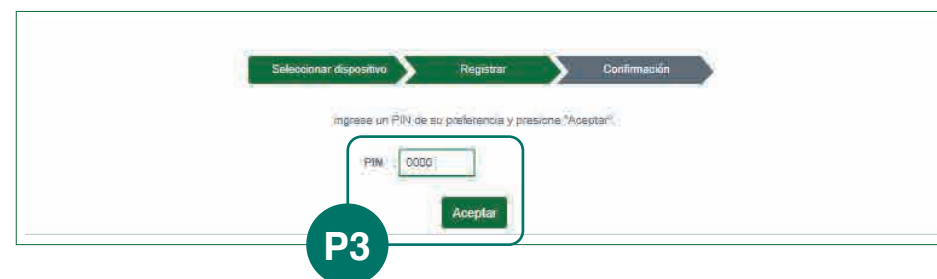 Seleccionar dispositivo Registrar Confirmación
Ingrese un PIN de su preferencia y presione "Aceptar".
PIN 0000
Aceptar
P3